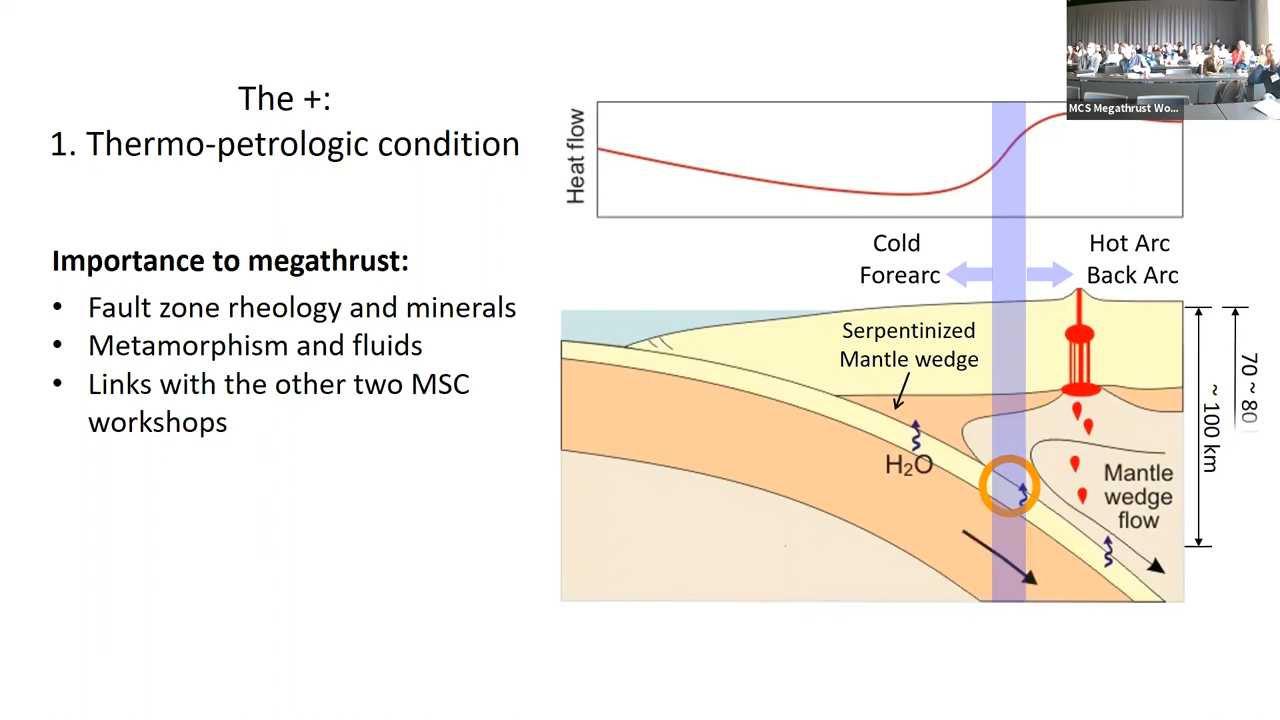 The +:
1. Thermo-petrologic condition
Importance to megathrust:
• Fault zone rheology and minerals
• Metamorphism and fluids
• Links with the other two MSC
workshops
MCS Megathrust Wo...
Heat flow
Cold
Forearc
Hot Arc
Back Arc
Serpentinized
Mantle wedge
H₂O
Mantle
wedge
flow
~ 100 km
70 ~ 80